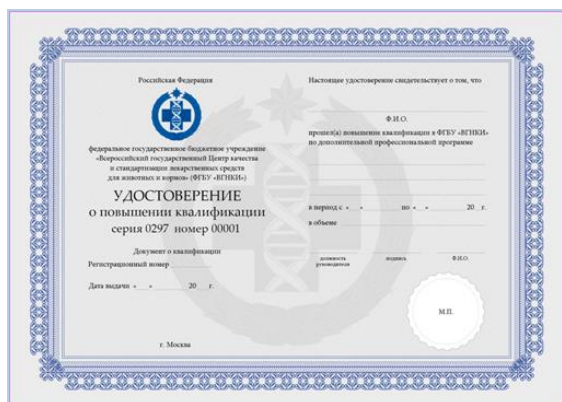 Российская Федерация
федеральное государственное бюджетное учреждение
«Всероссийский государственный Центр качества
и стандартизации лекарственных средств
для животных и кормов» (ФГБУ «ВГНКИ»)
УДОСТОВЕРЕНИЕ
о повышении квалификации
серия 0297 номер 00001
Документ о квалификации
Регистрационный номер
Дата выдачи « » 20 г.
г. Москва
Настоящее удостоверение свидетельствует о том, что
Ф.И.О.
прошел(а) повышение квалификации в ФГБУ «ВГНКИ»
по дополнительной профессиональной программе
в период с « » по « » 20 г.
в объеме
должность подпись Ф.И.О.
руководителя
М.П.